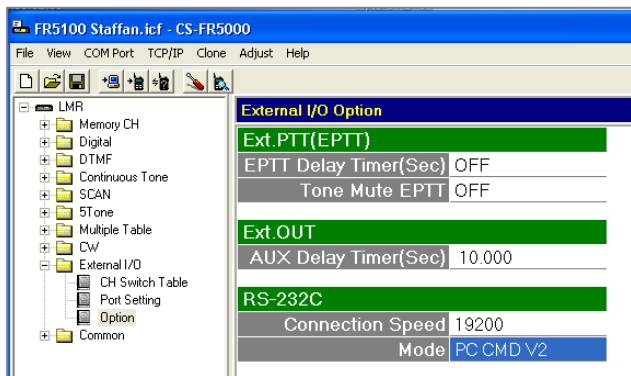 FR5100 Staffan.icf - CS-FR5000
File View COM Port TCP/IP Clone Adjust Help
LMR
Memory CH
Digital
DTMF
Continuous Tone
SCAN
5Tone
Multiple Table
CW
External I/O
CH Switch Table
Port Setting
Option
Common
External I/O Option
Ext.PTT(EPTT)
EPTT Delay Timer(Sec) OFF
Tone Mute EPTT OFF
Ext.OUT
AUX Delay Timer(Sec) 10.000
RS-232C
Connection Speed 19200
Mode PC CMD V2